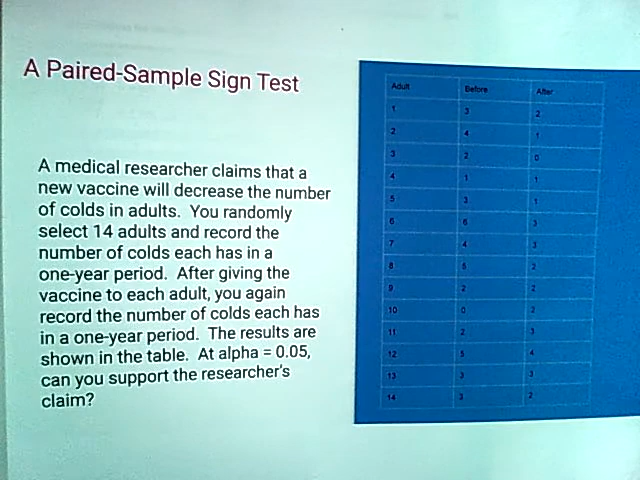 A Paired-Sample Sign Test
A medical researcher claims that a
new vaccine will decrease the number
of colds in adults. You randomly
select 14 adults and record the
number of colds each has in a
one-year period. After giving the
vaccine to each adult, you again
record the number of colds each has
in a one-year period. The results are
shown in the table. At alpha = 0.05,
can you support the researcher's
claim?
Adult Before After
1 3 2
2 4 1
3 2 0
4 1 1
5 3 1
6 6 3
7 4 3
8 5 2
9 2 2
10 0 2
11 2 3
12 5 4
13 3 3
14 3 2